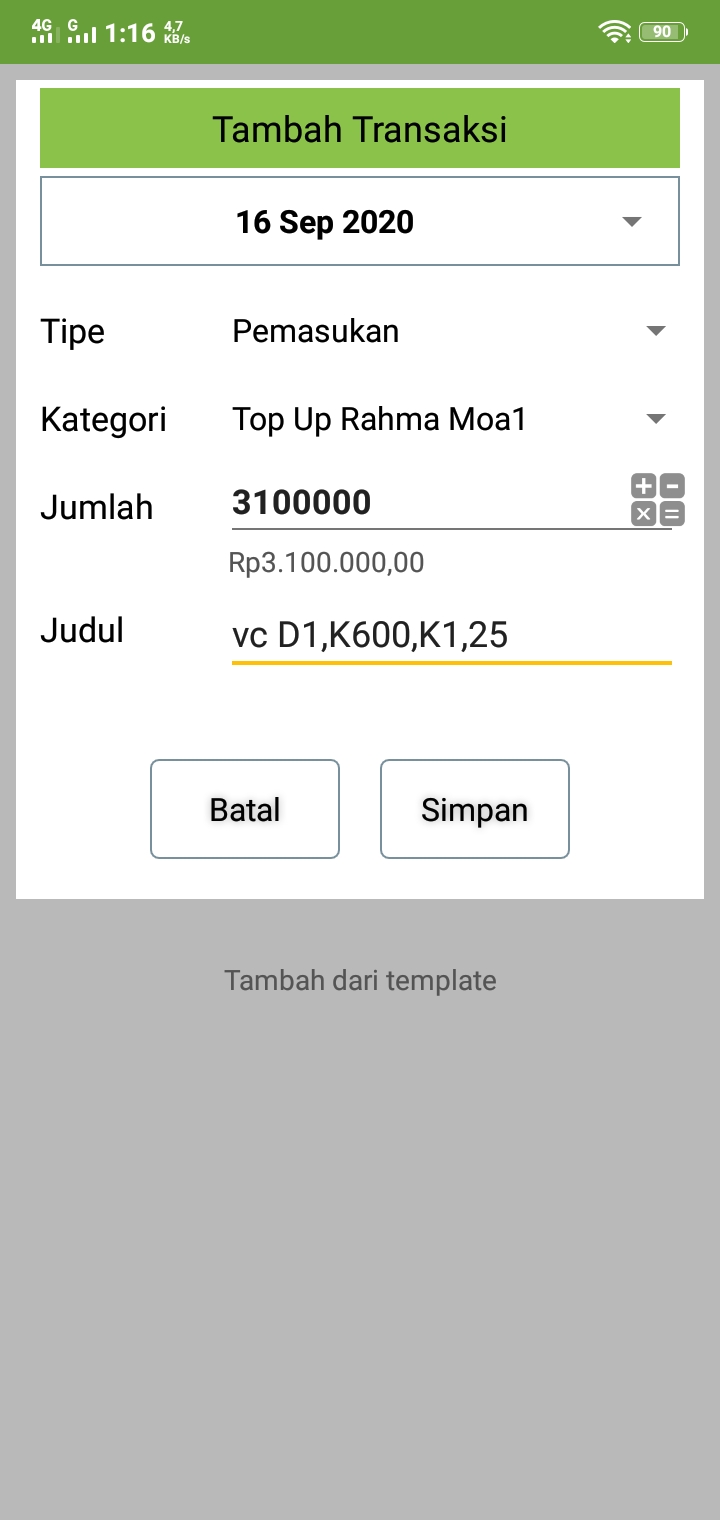 4G G 1:16 4,7 KB/s 90
Tambah Transaksi
16 Sep 2020
Tipe Pemasukan
Kategori Top Up Rahma Moa1
Jumlah 3100000
Rp3.100.000,00
Judul vc D1,K600,K1,25
Batal Simpan
Tambah dari template